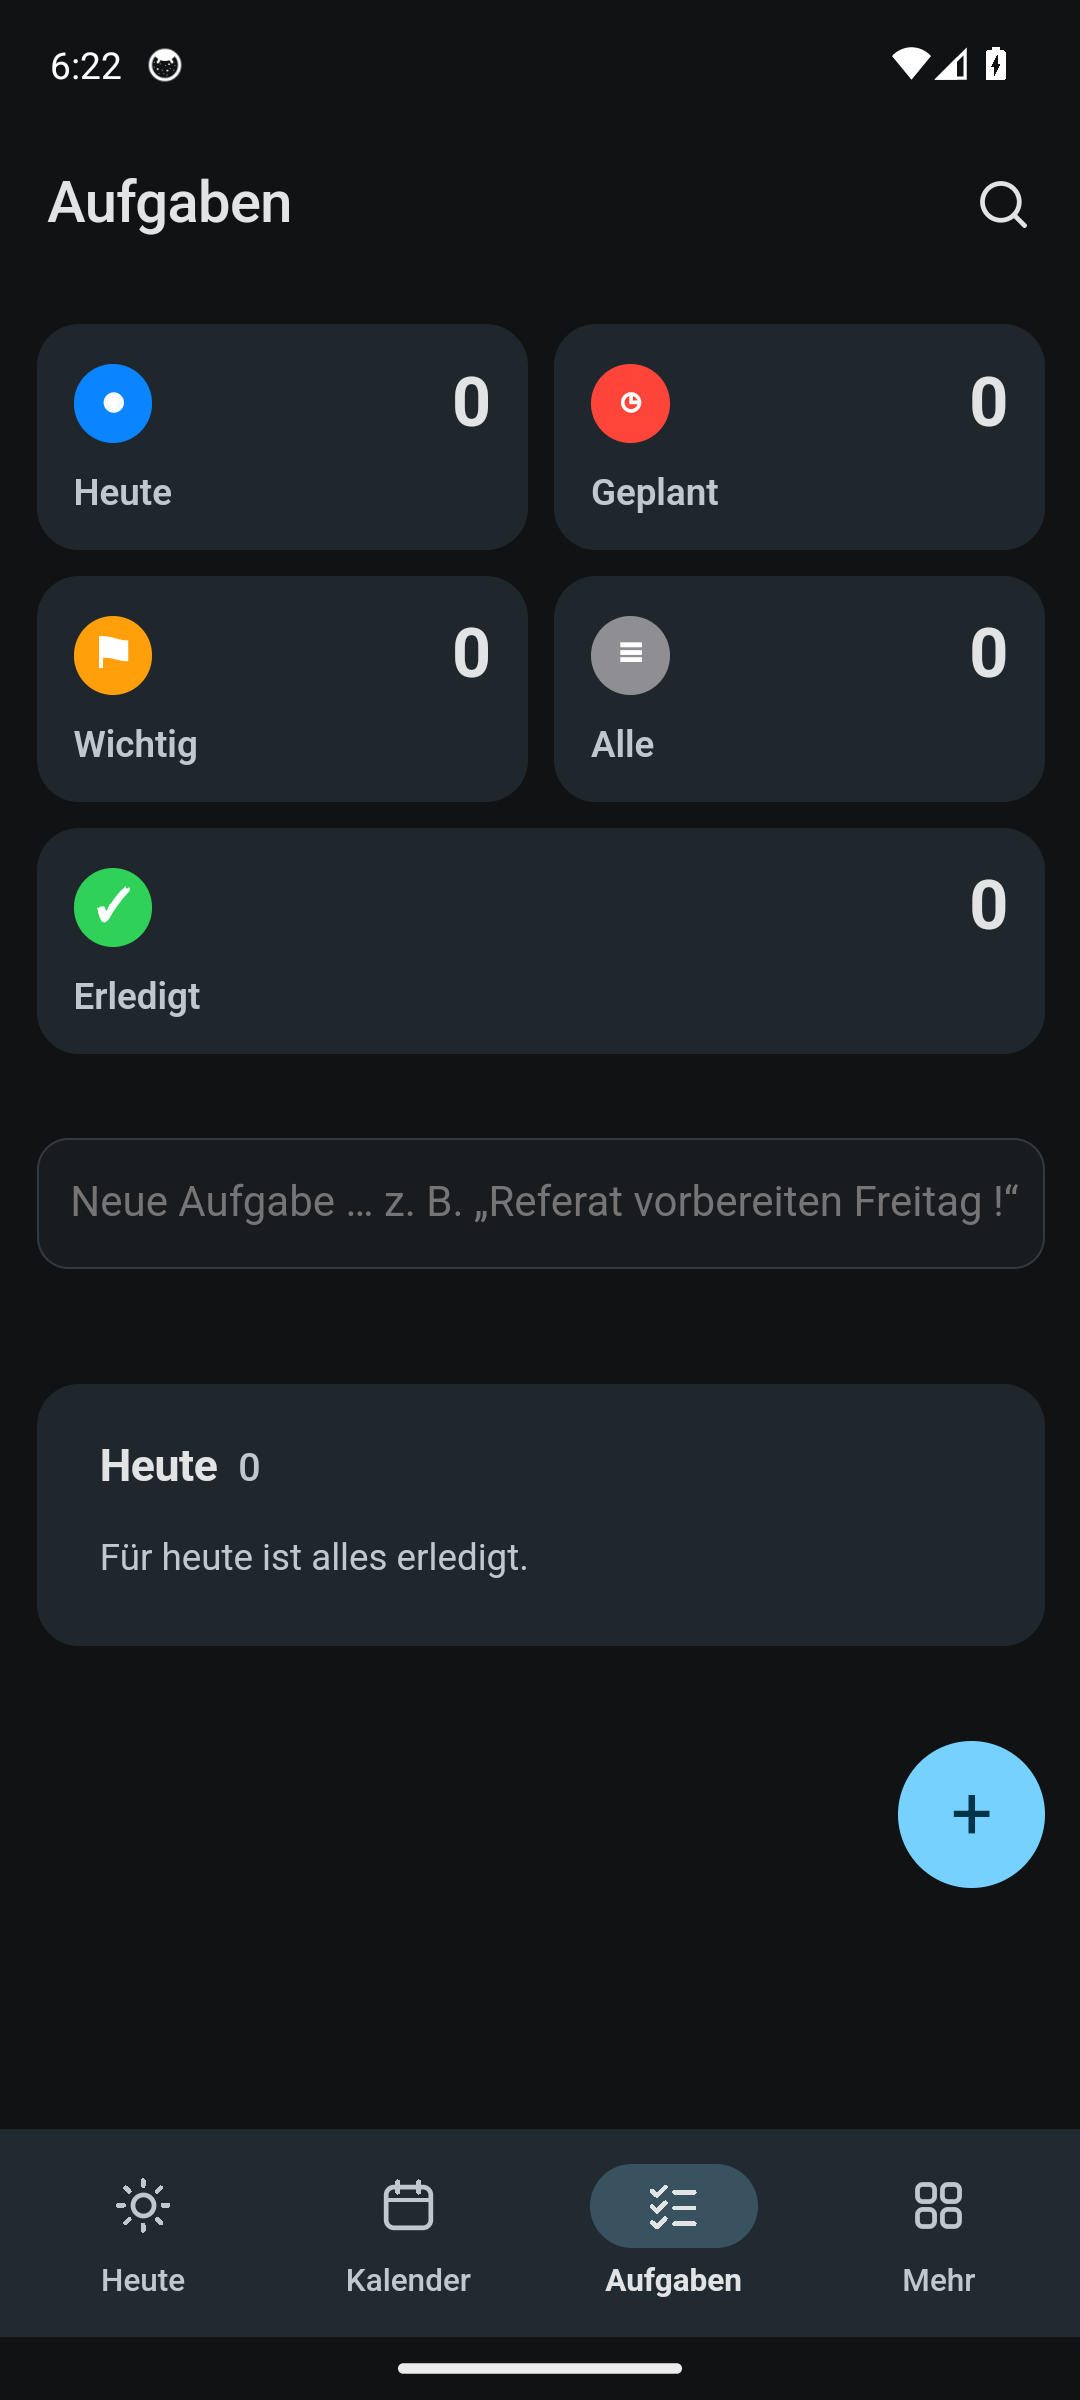 6:22
Aufgaben
0
Heute
0
Geplant
0
Wichtig
0
Alle
0
Erledigt
Neue Aufgabe … z. B. „Referat vorbereiten Freitag !“
Heute 0
Für heute ist alles erledigt.
+
Heute
Kalender
Aufgaben
Mehr